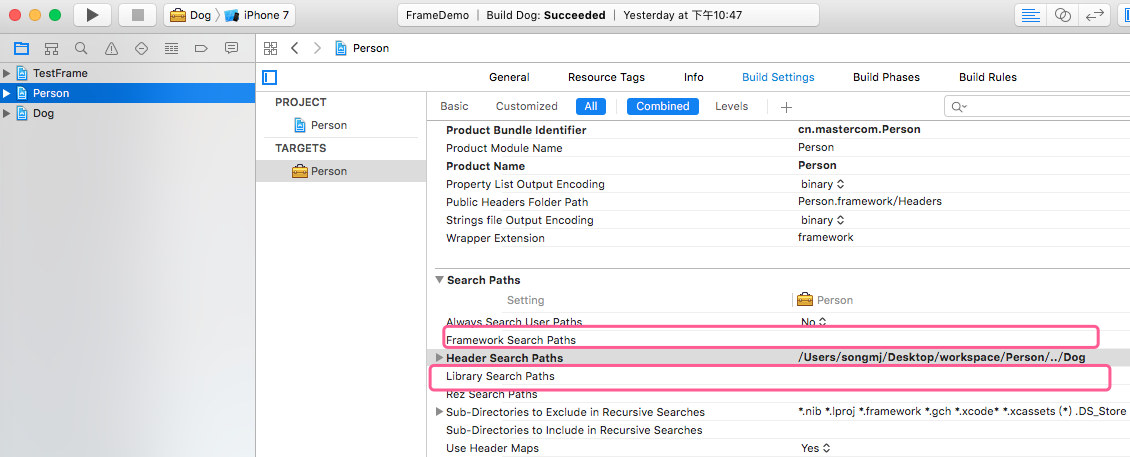 Dog › iPhone 7
FrameDemo | Build Dog: Succeeded | Yesterday at 下午10:47
Person
TestFrame
Person
Dog
General Resource Tags Info Build Settings Build Phases Build Rules
PROJECT
Person
TARGETS
Person
Basic Customized All Combined Levels +
Product Bundle Identifier cn.mastercom.Person
Product Module Name Person
Product Name Person
Property List Output Encoding binary
Public Headers Folder Path Person.framework/Headers
Strings file Output Encoding binary
Wrapper Extension framework
Search Paths
Setting Person
Always Search User Paths No
Framework Search Paths
Header Search Paths /Users/songmj/Desktop/workspace/Person/../Dog
Library Search Paths
Rez Search Paths
Sub-Directories to Exclude in Recursive Searches *.nib *.lproj *.framework *.gch *.xcode* *.xcassets (*) .DS_Store
Sub-Directories to Include in Recursive Searches
Use Header Maps Yes